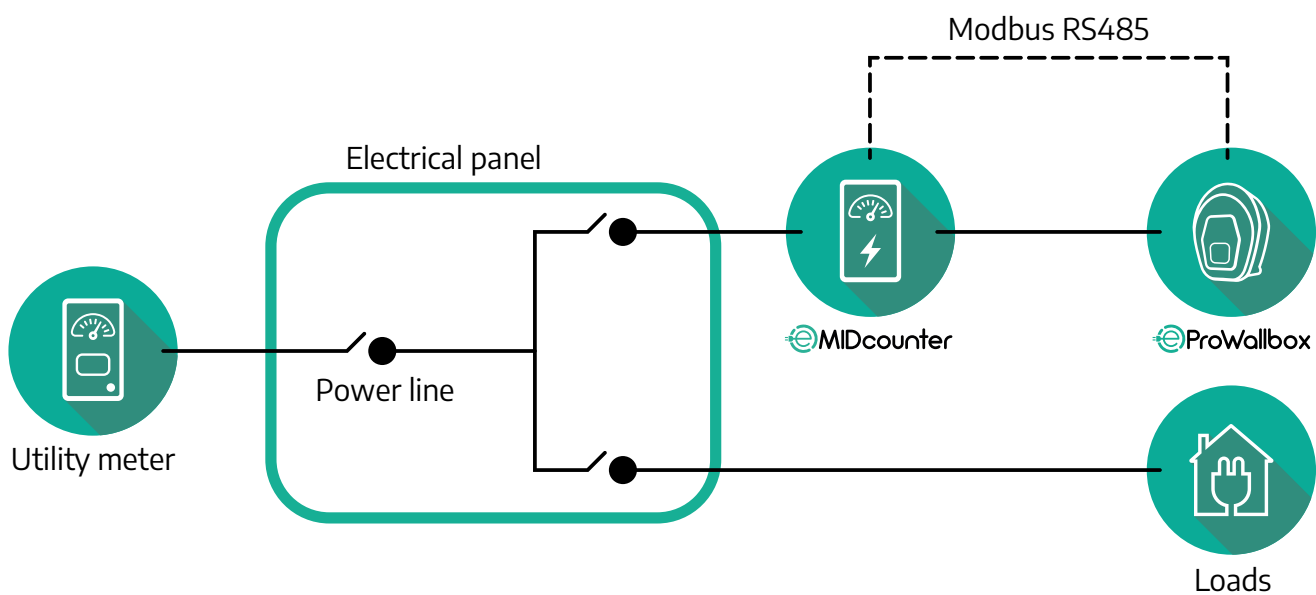 Modbus RS485
Electrical panel
eMIDcounter
eProWallbox
Power line
Utility meter
Loads